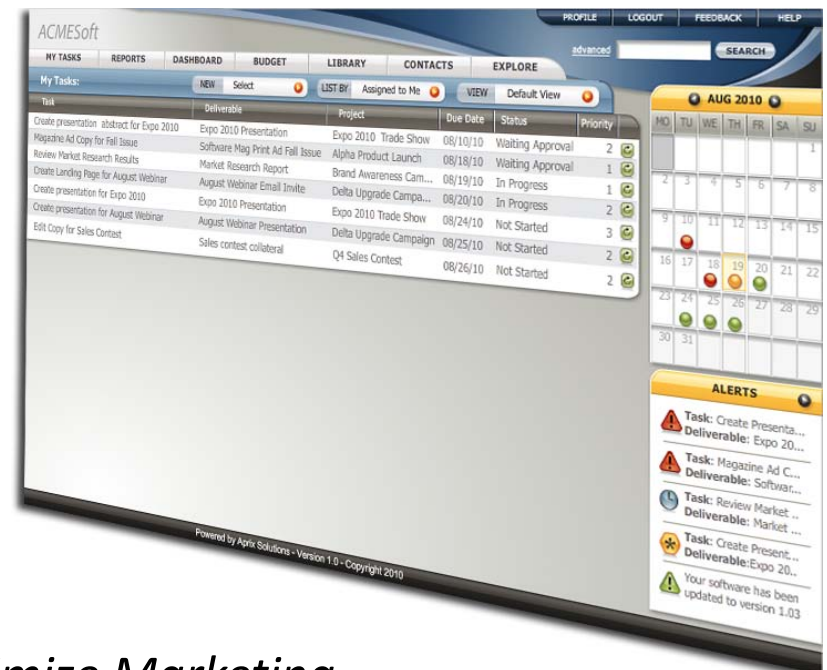 PROFILE LOGOUT FEEDBACK HELP
ACMESoft
advanced SEARCH
MY TASKS REPORTS DASHBOARD BUDGET LIBRARY CONTACTS EXPLORE
My Tasks: NEW Select LIST BY Assigned to Me VIEW Default View
Task Deliverable Project Due Date Status Priority
Create presentation abstract for Expo 2010 Expo 2010 Presentation Expo 2010 Trade Show 08/10/10 Waiting Approval 2
Magazine Ad Copy for Fall Issue Software Mag Print Ad Fall Issue Alpha Product Launch 08/18/10 Waiting Approval 1
Review Market Research Results Market Research Report Brand Awareness Cam... 08/19/10 In Progress 1
Create Landing Page for August Webinar August Webinar Email Invite Delta Upgrade Campa... 08/20/10 In Progress 2
Create presentation for Expo 2010 Expo 2010 Presentation Expo 2010 Trade Show 08/24/10 Not Started 3
Create presentation for August Webinar August Webinar Presentation Delta Upgrade Campaign 08/25/10 Not Started 2
Edit Copy for Sales Contest Sales contest collateral Q4 Sales Contest 08/26/10 Not Started 2
AUG 2010
MO TU WE TH FR SA SU
1
2 3 4 5 6 7 8
9 10 11 12 13 14 15
16 17 18 19 20 21 22
23 24 25 26 27 28 29
30 31
ALERTS
Task: Create Presenta...
Deliverable: Expo 20...
Task: Magazine Ad C...
Deliverable: Softwar...
Task: Review Market ..
Deliverable: Market ...
Task: Create Present...
Deliverable:Expo 20..
Your software has been
updated to version 1.03
Powered by Aprix Solutions - Version 1.0 - Copyright 2010
Marketing